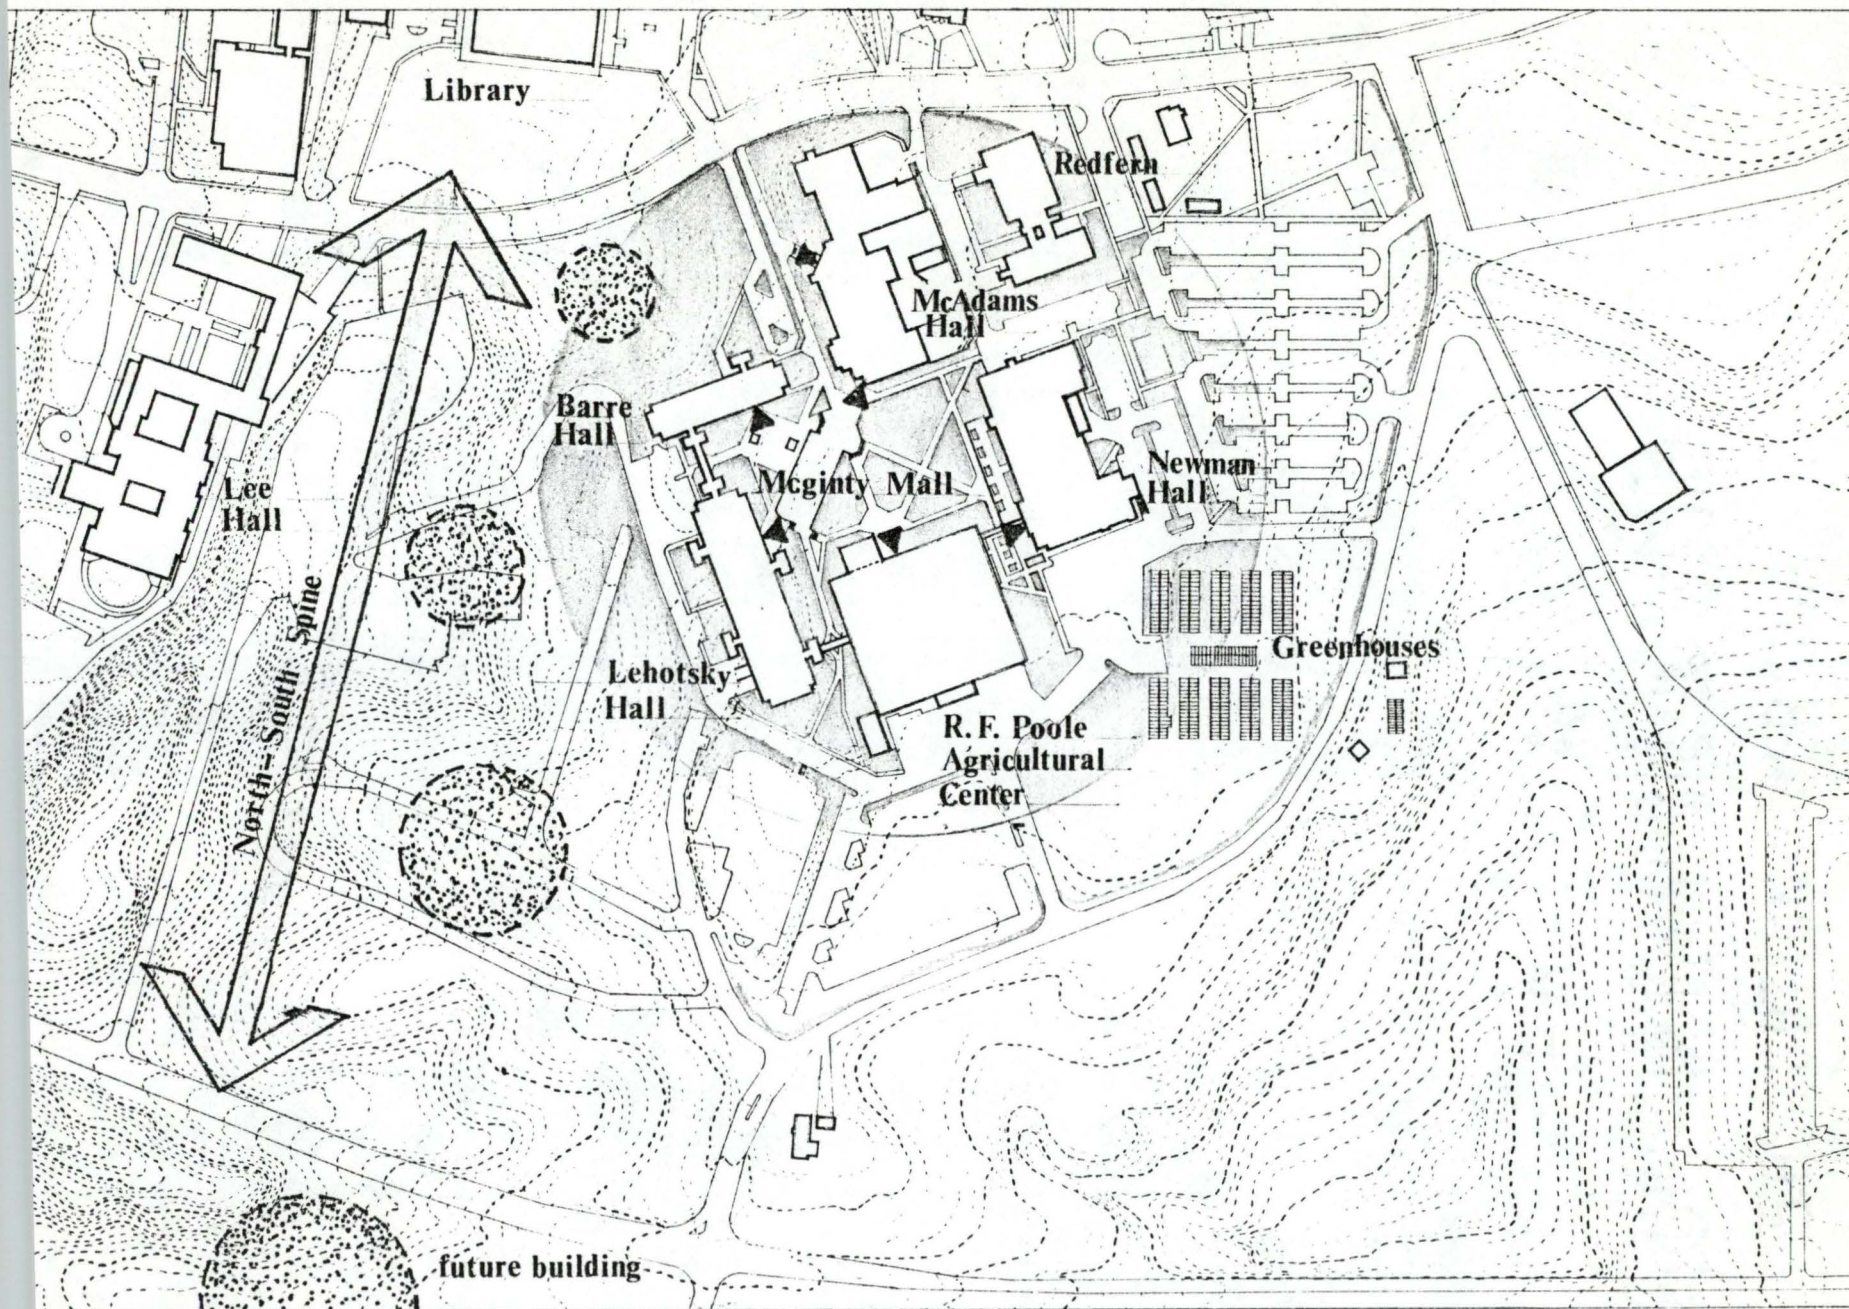 Library
Redfern
McAdams
Hall
Barre
Hall
Newman
Hall
Mcginty Mall
Lee
Hall
North-South Spine
Greenhouses
Lehotsky
Hall
R.F. Poole
Agricultural
Center
future building